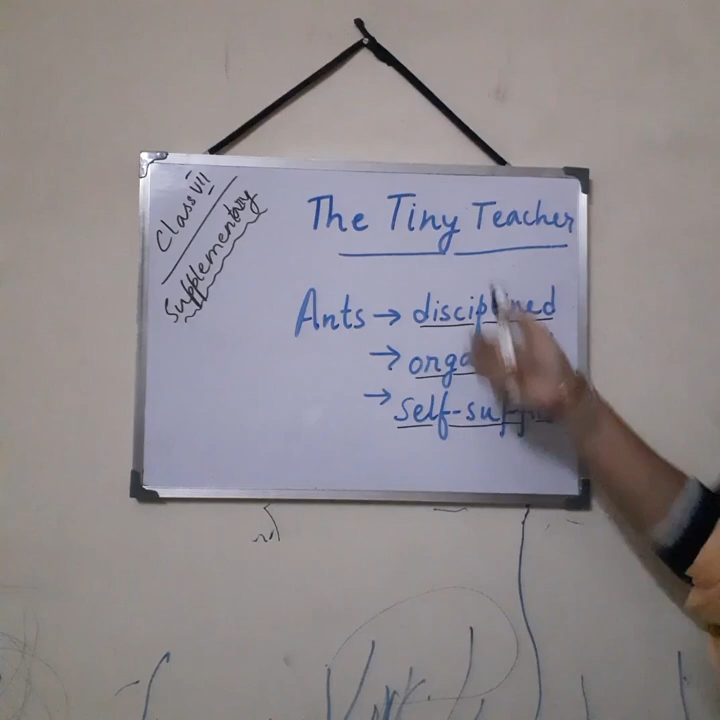 Class VII
Supplementary
The Tiny Teacher
Ants → disciplined
→
→